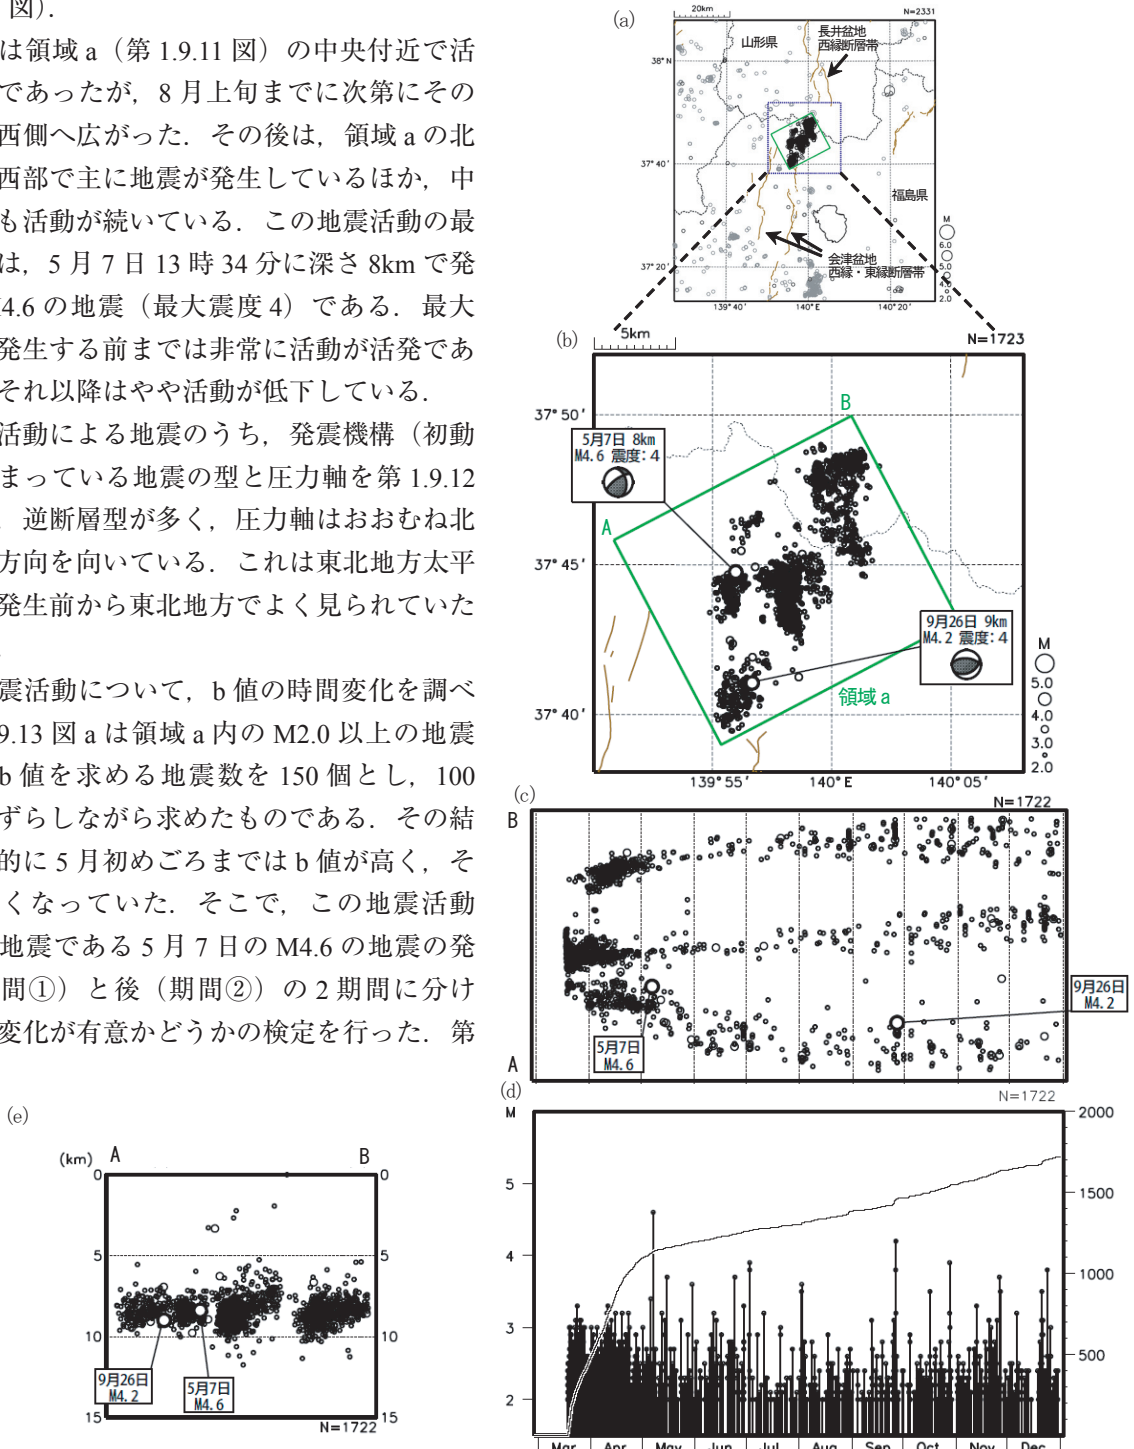 図).
は領域 a（第 1.9.11 図）の中央付近で活
であったが，8 月上旬までに次第にその
西側へ広がった．その後は，領域 a の北
西部で主に地震が発生しているほか，中
も活動が続いている．この地震活動の最
は，5 月 7 日 13 時 34 分に深さ 8km で発
4.6 の地震（最大震度 4）である．最大
発生する前までは非常に活動が活発であ
それ以降はやや活動が低下している．
活動による地震のうち，発震機構（初動
まっている地震の型と圧力軸を第 1.9.12
．逆断層型が多く，圧力軸はおおむね北
方向を向いている．これは東北地方太平
発生前から東北地方でよく見られていた
震活動について，b 値の時間変化を調べ
9.13 図 a は領域 a 内の M2.0 以上の地震
b 値を求める地震数を 150 個とし，100
ずらしながら求めたものである．その結
的に 5 月初めごろまでは b 値が高く，そ
くなっていた．そこで，この地震活動
地震である 5 月 7 日の M4.6 の地震の発
間①）と後（期間②）の 2 期間に分け
変化が有意かどうかの検定を行った．第
(a)
20km
N=2331
山形県
長井盆地
西縁断層帯
38°N
37°40′
37°20′
福島県
会津盆地
西縁・東縁断層帯
139°40′
140°E
140°20′
M
6.0
5.0
4.0
2.0
(b)
5km
N=1723
37°50′
37°45′
37°40′
5月7日 8km
M4.6 震度:4
A
B
9月26日 9km
M4.2 震度:4
領域 a
M
5.0
4.0
3.0
2.0
139°55′
140°E
140°05′
(c)
N=1722
B
A
5月7日
M4.6
9月26日
M4.2
(d)
N=1722
M
5
4
3
2
2000
1500
1000
500
Mar
Apr
May
Jun
Jul
Aug
Sep
Oct
Nov
Dec
(e)
(km)
A
B
0
0
5
5
10
10
15
15
9月26日
M4.2
5月7日
M4.6
N=1722